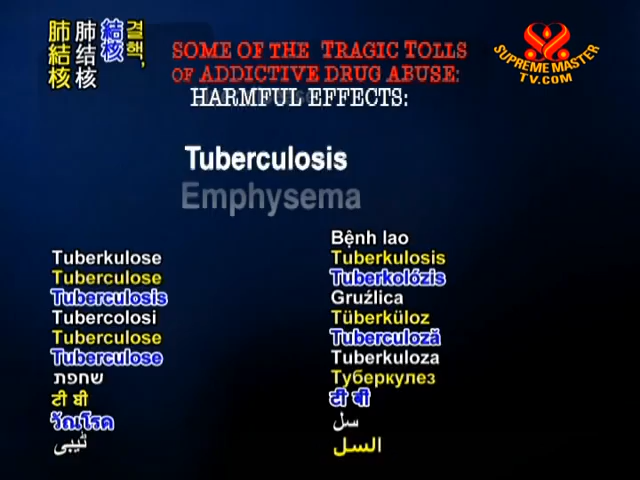 肺結核
肺结核
結核
결핵,
SOME OF THE TRAGIC TOLLS
OF ADDICTIVE DRUG ABUSE:
HARMFUL EFFECTS:
SUPREME MASTER
TV.COM
Tuberculosis
Emphysema
Tuberkulose
Tuberculose
Tuberculosis
Tubercolosi
Tuberculose
Tuberculose
שחפת
टी बी
วัณโรค
ٹیبی
Bệnh lao
Tuberkulosis
Tuberkolózis
Gruźlica
Tüberküloz
Tuberculoză
Tuberkuloza
Туберкулез
ਟੀ ਬੀ
سل
السل